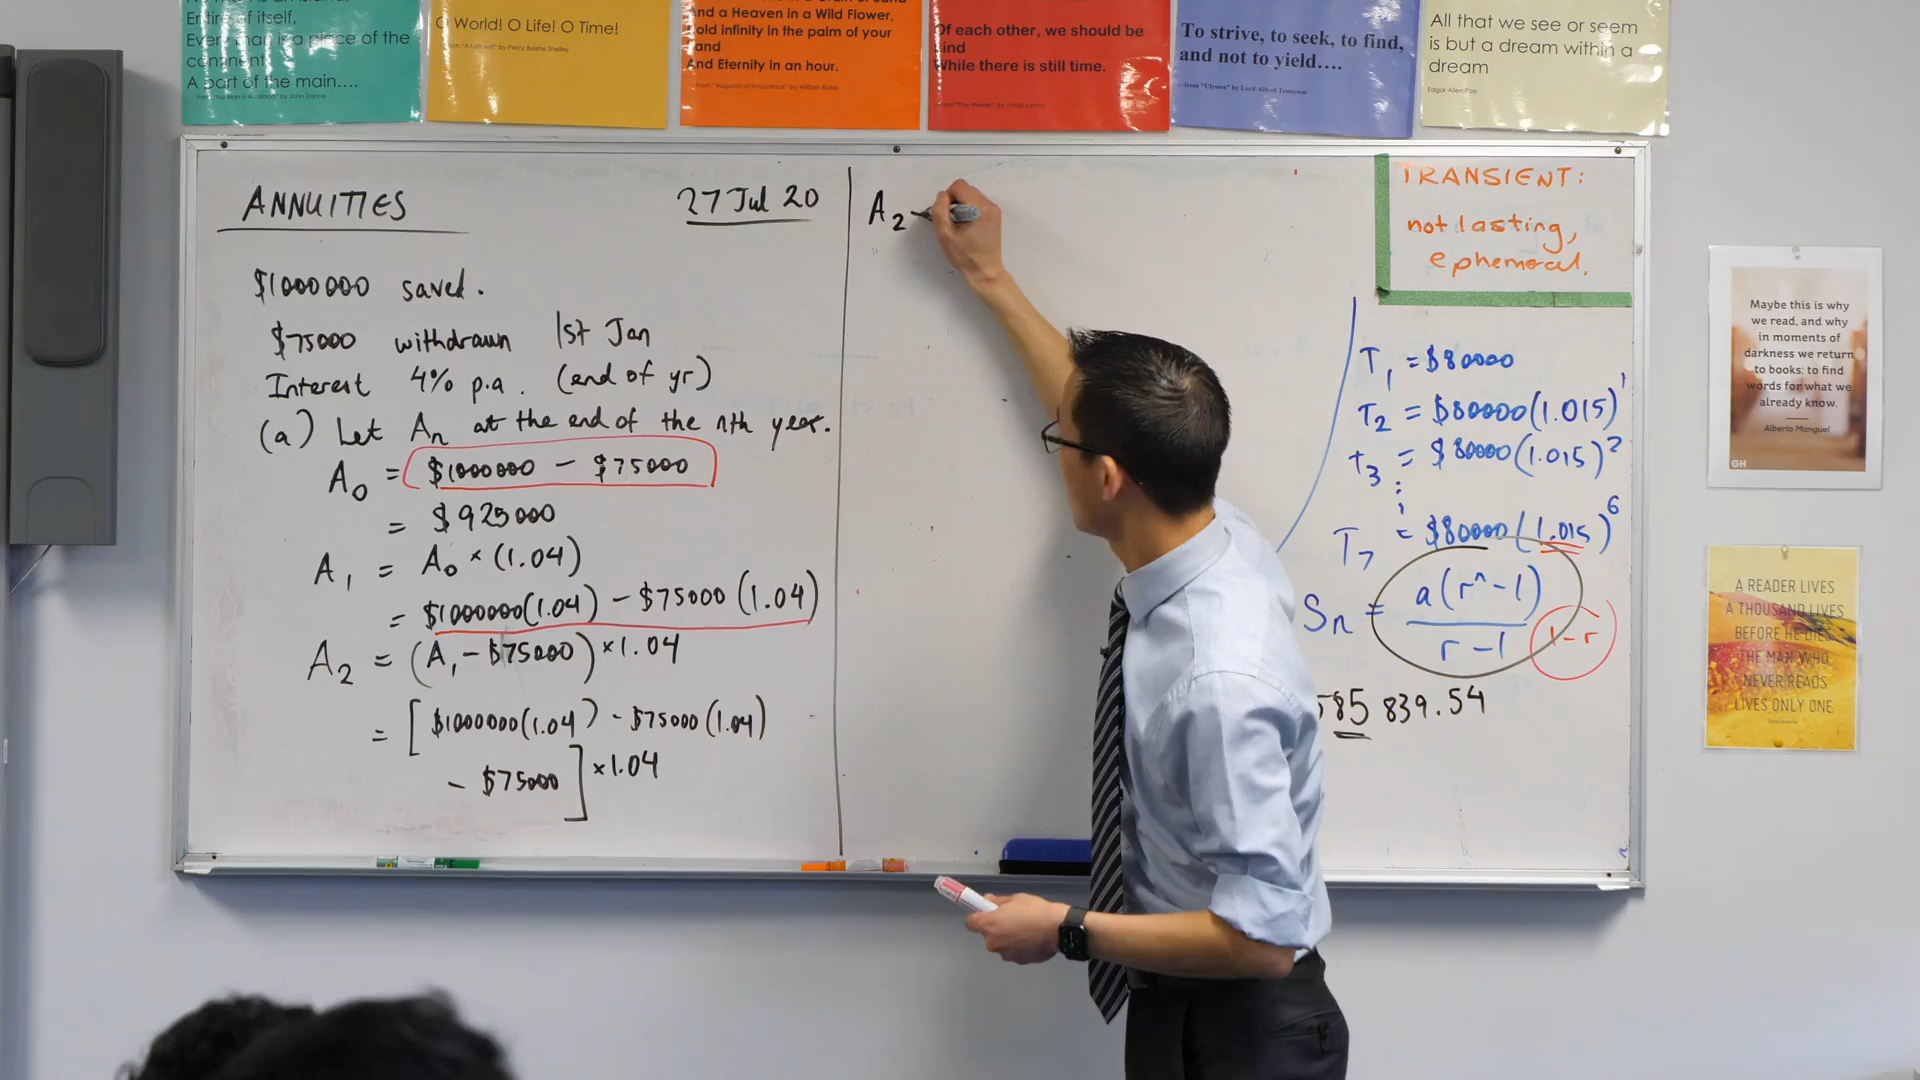 Entire of itself,
Every man is a piece of the
continent,
A part of the main….
from "No Man Is An Island" by John Donne
O World! O Life! O Time!
From "A Lament" by Percy Bysshe Shelley
And a Heaven in a Wild Flower,
Hold infinity in the palm of your
hand
And Eternity in an hour.
from "Auguries of Innocence" by William Blake
Of each other, we should be
kind
While there is still time.
from "The Mower" by Philip Larkin
To strive, to seek, to find,
and not to yield….
—from "Ulysses" by Lord Alfred Tennyson
All that we see or seem
is but a dream within a
dream
Edgar Allen Poe
ANNUITIES
27 Jul 20
$1000000 saved.
$75000 withdrawn 1st Jan
Interest 4% p.a. (end of yr)
(a) Let An at the end of the nth year.
A0 = $1000000 - $75000
= $925000
A1 = A0 × (1.04)
= $1000000(1.04) - $75000(1.04)
A2 = (A1 - $75000) × 1.04
= [$1000000(1.04) - $75000(1.04)
- $75000] × 1.04
A2
TRANSIENT:
not lasting,
ephemeral.
T1 = $80000
T2 = $80000(1.015)^1
T3 = $80000(1.015)^2
⋮
T7 = $80000(1.015)^6
Sn = a(r^n - 1)
r - 1
1 - r
585 839.54
Maybe this is why
we read, and why
in moments of
darkness we return
to books: to find
words for what we
already know.
Alberto Manguel
GH
A READER LIVES
A THOUSAND LIVES
BEFORE HE DIES
THE MAN WHO
NEVER READS
LIVES ONLY ONE.